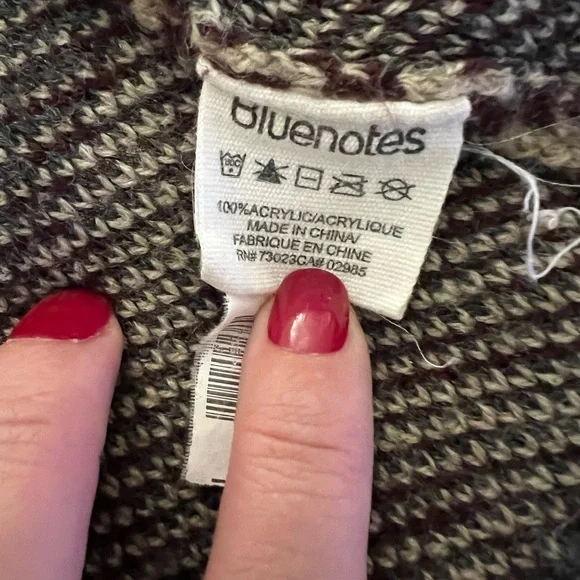 Bluenotes
100%ACRYLIC/ACRYLIQUE
MADE IN CHINA/
FABRIQUE EN CHINE
RN# 73023CA# 02985